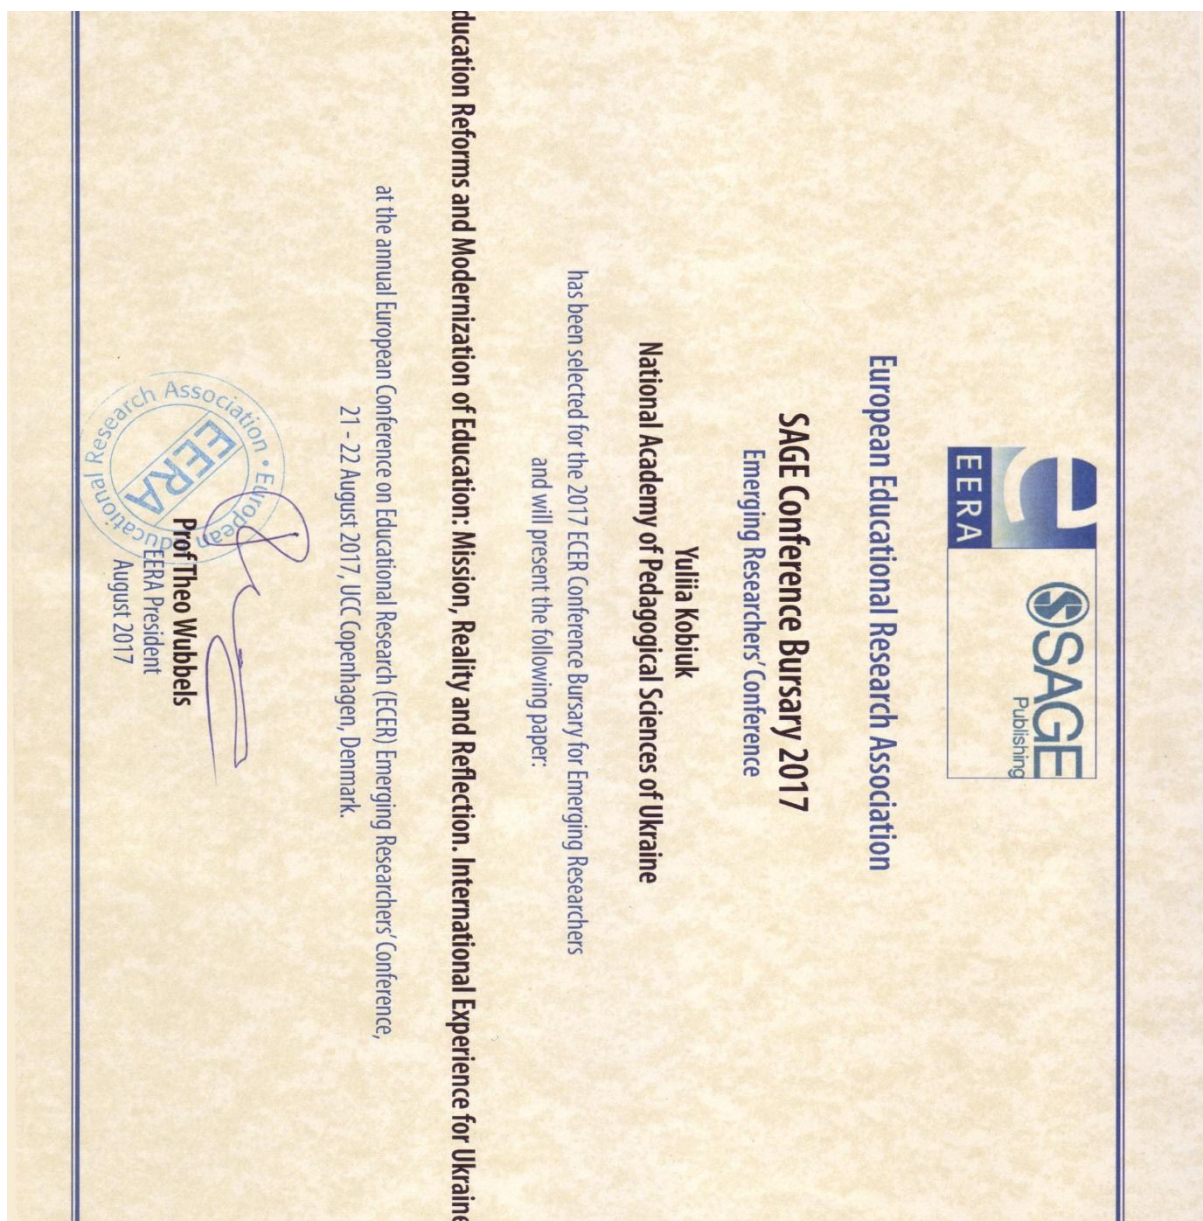 EERA
SAGE
Publishing
European Educational Research Association
SAGE Conference Bursary 2017
Emerging Researchers' Conference
Yuliia Kobiuk
National Academy of Pedagogical Sciences of Ukraine
has been selected for the 2017 ECER Conference Bursary for Emerging Researchers
and will present the following paper:
ducation Reforms and Modernization of Education: Mission, Reality and Reflection. International Experience for Ukraine
at the annual European Conference on Educational Research (ECER) Emerging Researchers' Conference,
21 - 22 August 2017, UCC Copenhagen, Denmark.
European Educational Research Association •
EERA
Prof Theo Wubbels
EERA President
August 2017